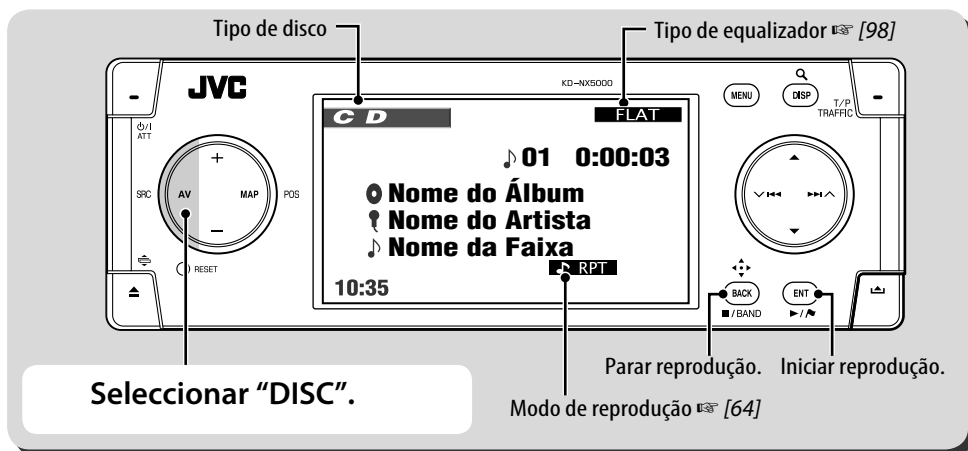 Tipo de disco
Tipo de equalizador ☞ [98]
JVC
KD-NX5000
MENU
DISP
T/P
TRAFFIC
⏻/I
ATT
CD
FLAT
♪ 01 0:00:03
+
SRC
AV
MAP
POS
Nome do Álbum
Nome do Artista
♪ Nome da Faixa
♪ RPT
10:35
–
RESET
BACK
ENT
■/BAND
►/⚑
Parar reprodução.
Iniciar reprodução.
Seleccionar “DISC”.
Modo de reprodução ☞ [64]